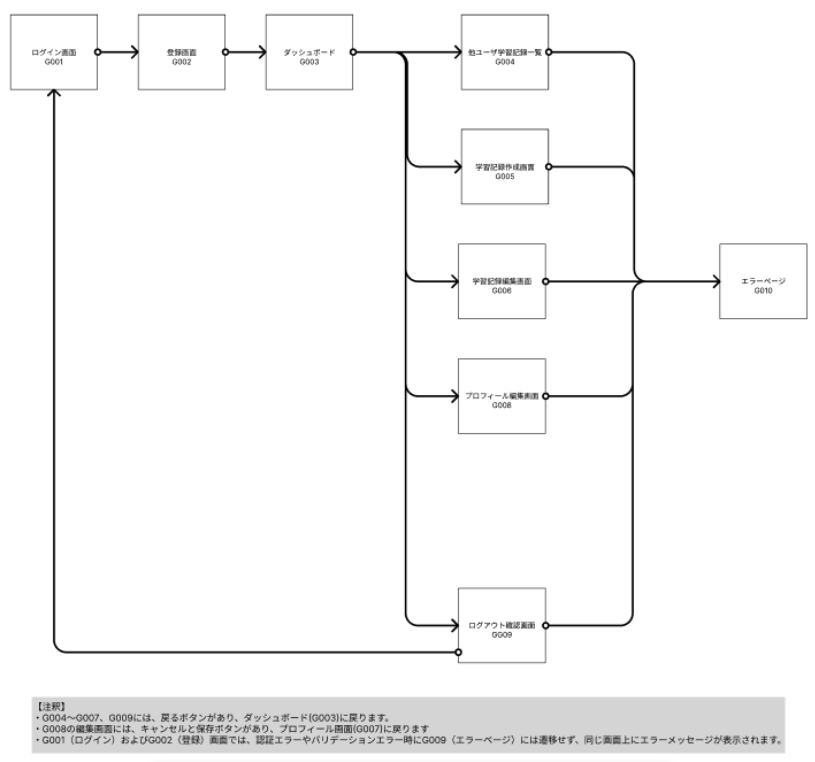 ログイン画面
G001
登録画面
G002
ダッシュボード
G003
他ユーザ学習記録一覧
G004
学習記録作成画面
G005
学習記録編集画面
G006
エラーページ
G010
プロフィール編集画面
G008
ログアウト確認画面
GG09
【注釈】
・G004〜G007、G009には、戻るボタンがあり、ダッシュボード(G003)に戻ります。
・G008の編集画面には、キャンセルと保存ボタンがあり、プロフィール画面(G007)に戻ります
・G001（ログイン）およびG002（登録）画面では、認証エラーやバリデーションエラー時にG009（エラーページ）には遷移せず、同じ画面上にエラーメッセージが表示されます。